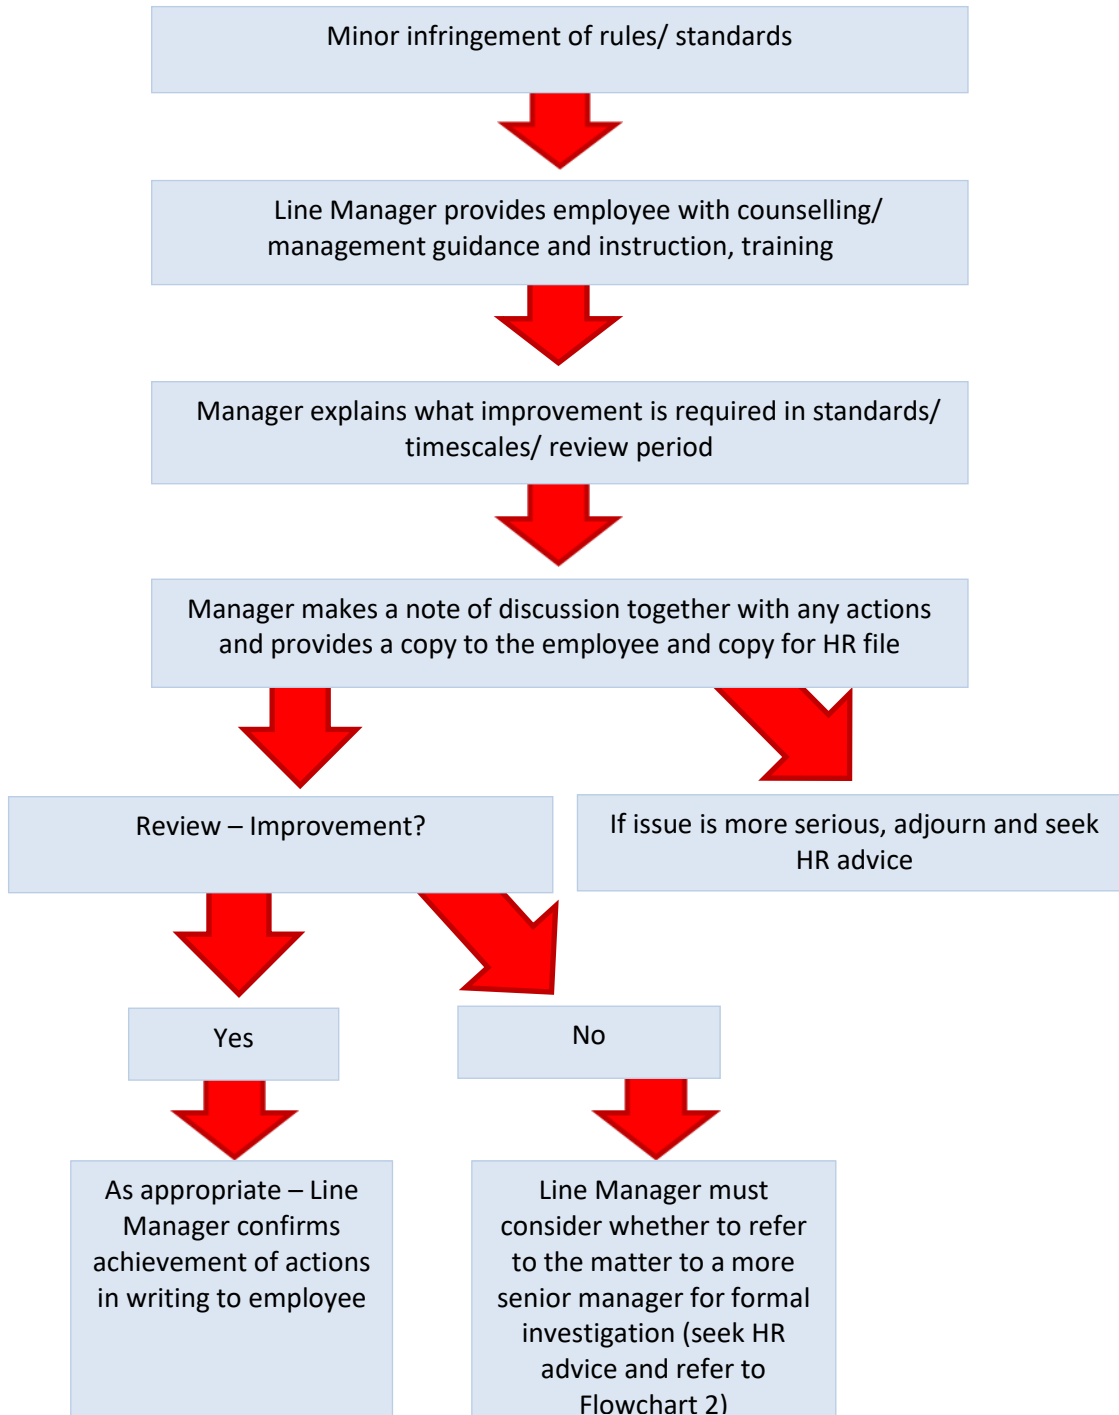 Minor infringement of rules/ standards
Line Manager provides employee with counselling/
management guidance and instruction, training
Manager explains what improvement is required in standards/
timescales/ review period
Manager makes a note of discussion together with any actions
and provides a copy to the employee and copy for HR file
Review – Improvement?
If issue is more serious, adjourn and seek
HR advice
Yes
No
As appropriate – Line
Manager confirms
achievement of actions
in writing to employee
Line Manager must
consider whether to refer
to the matter to a more
senior manager for formal
investigation (seek HR
advice and refer to
Flowchart 2)